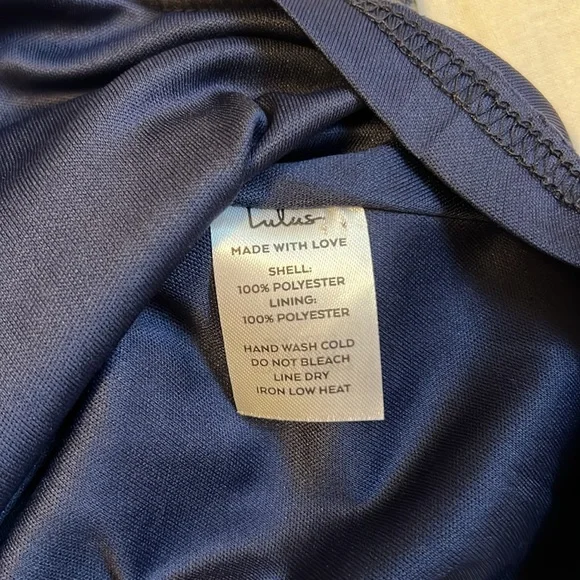 Lulus
MADE WITH LOVE
SHELL:
100% POLYESTER
LINING:
100% POLYESTER
HAND WASH COLD
DO NOT BLEACH
LINE DRY
IRON LOW HEAT